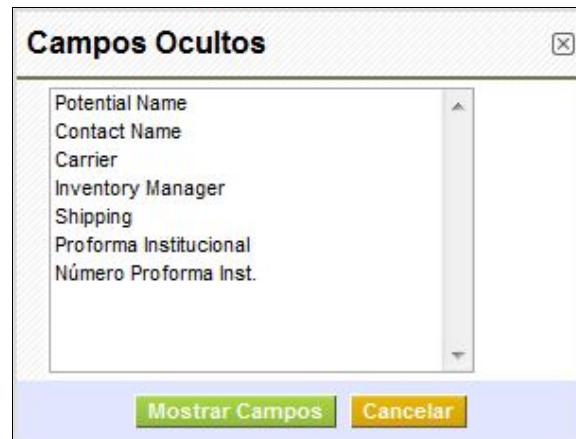 Campos Ocultos
Potential Name
Contact Name
Carrier
Inventory Manager
Shipping
Proforma Institucional
Número Proforma Inst.
Mostrar Campos Cancelar